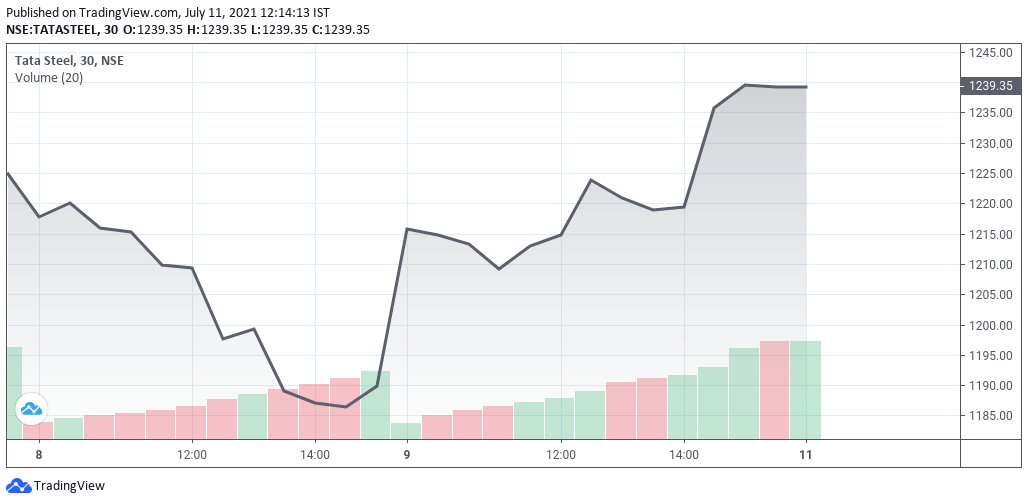 Published on TradingView.com, July 11, 2021 12:14:13 IST
NSE:TATASTEEL, 30 O:1239.35 H:1239.35 L:1239.35 C:1239.35
Tata Steel, 30, NSE
Volume (20)
1245.00
1239.35
1235.00
1230.00
1225.00
1220.00
1215.00
1210.00
1205.00
1200.00
1195.00
1190.00
1185.00
8 12:00 14:00 9 12:00 14:00 11
TradingView